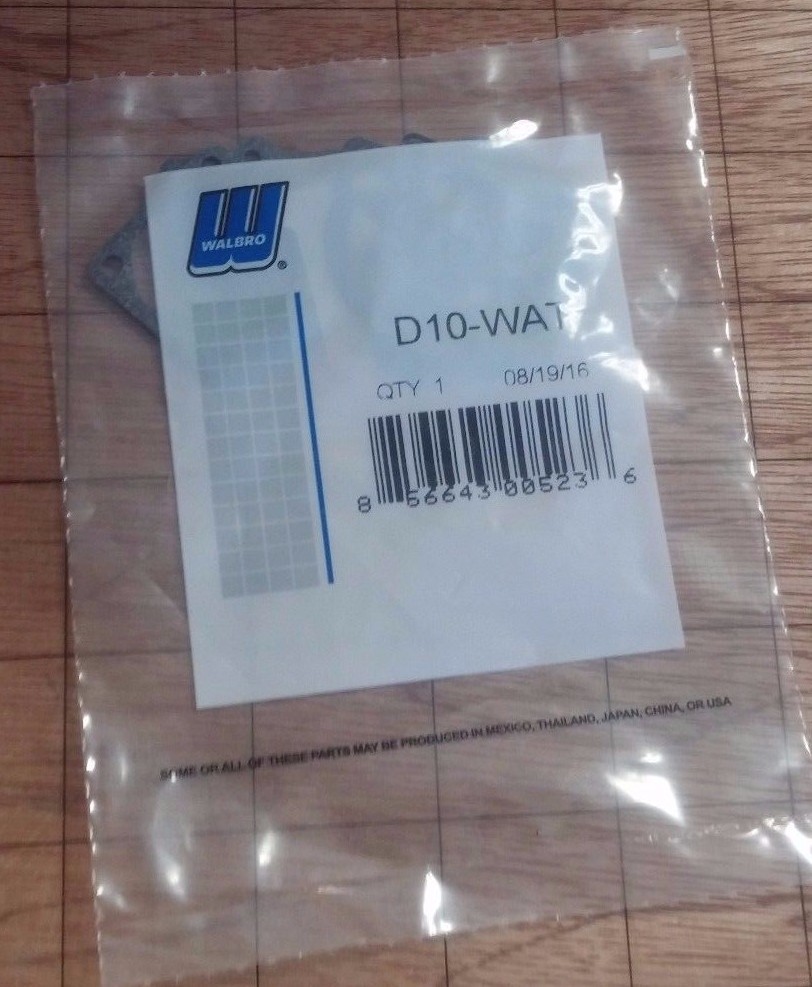 WALBRO
®
D10-WAT
QTY 1 08/19/16
8 56643 00523 6
SOME OR ALL OF THESE PARTS MAY BE PRODUCED IN MEXICO, THAILAND, JAPAN, CHINA, OR USA